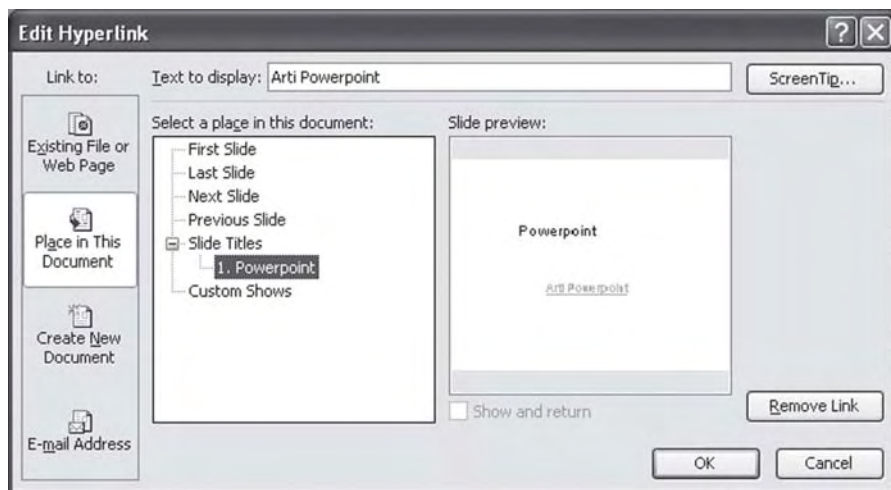 Edit Hyperlink
Link to:
Text to display: Arti Powerpoint
ScreenTip...
Existing File or
Web Page
Place in This
Document
Create New
Document
E-mail Address
Select a place in this document:
First Slide
Last Slide
Next Slide
Previous Slide
Slide Titles
1. Powerpoint
Custom Shows
Slide preview:
Powerpoint
Arti Powerpoint
Show and return
Remove Link
OK
Cancel